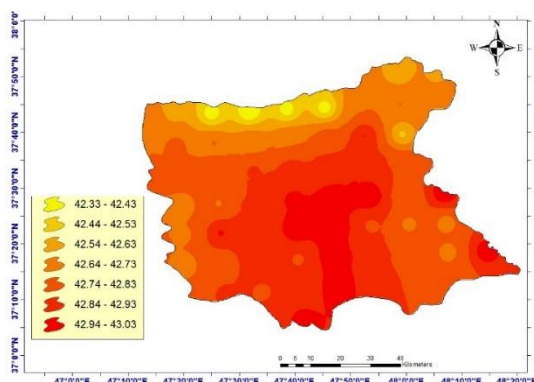 N
W E
S
38°0'0"N
37°50'0"N
37°40'0"N
37°30'0"N
37°20'0"N
37°10'0"N
37°0'0"N
42.33 - 42.43
42.44 - 42.53
42.54 - 42.63
42.64 - 42.73
42.74 - 42.83
42.84 - 42.93
42.94 - 43.03
0 5 10 20 30 40
Kilometers
47°0'0"E 47°10'0"E 47°20'0"E 47°30'0"E 47°40'0"E 47°50'0"E 48°0'0"E 48°10'0"E 48°20'0"E